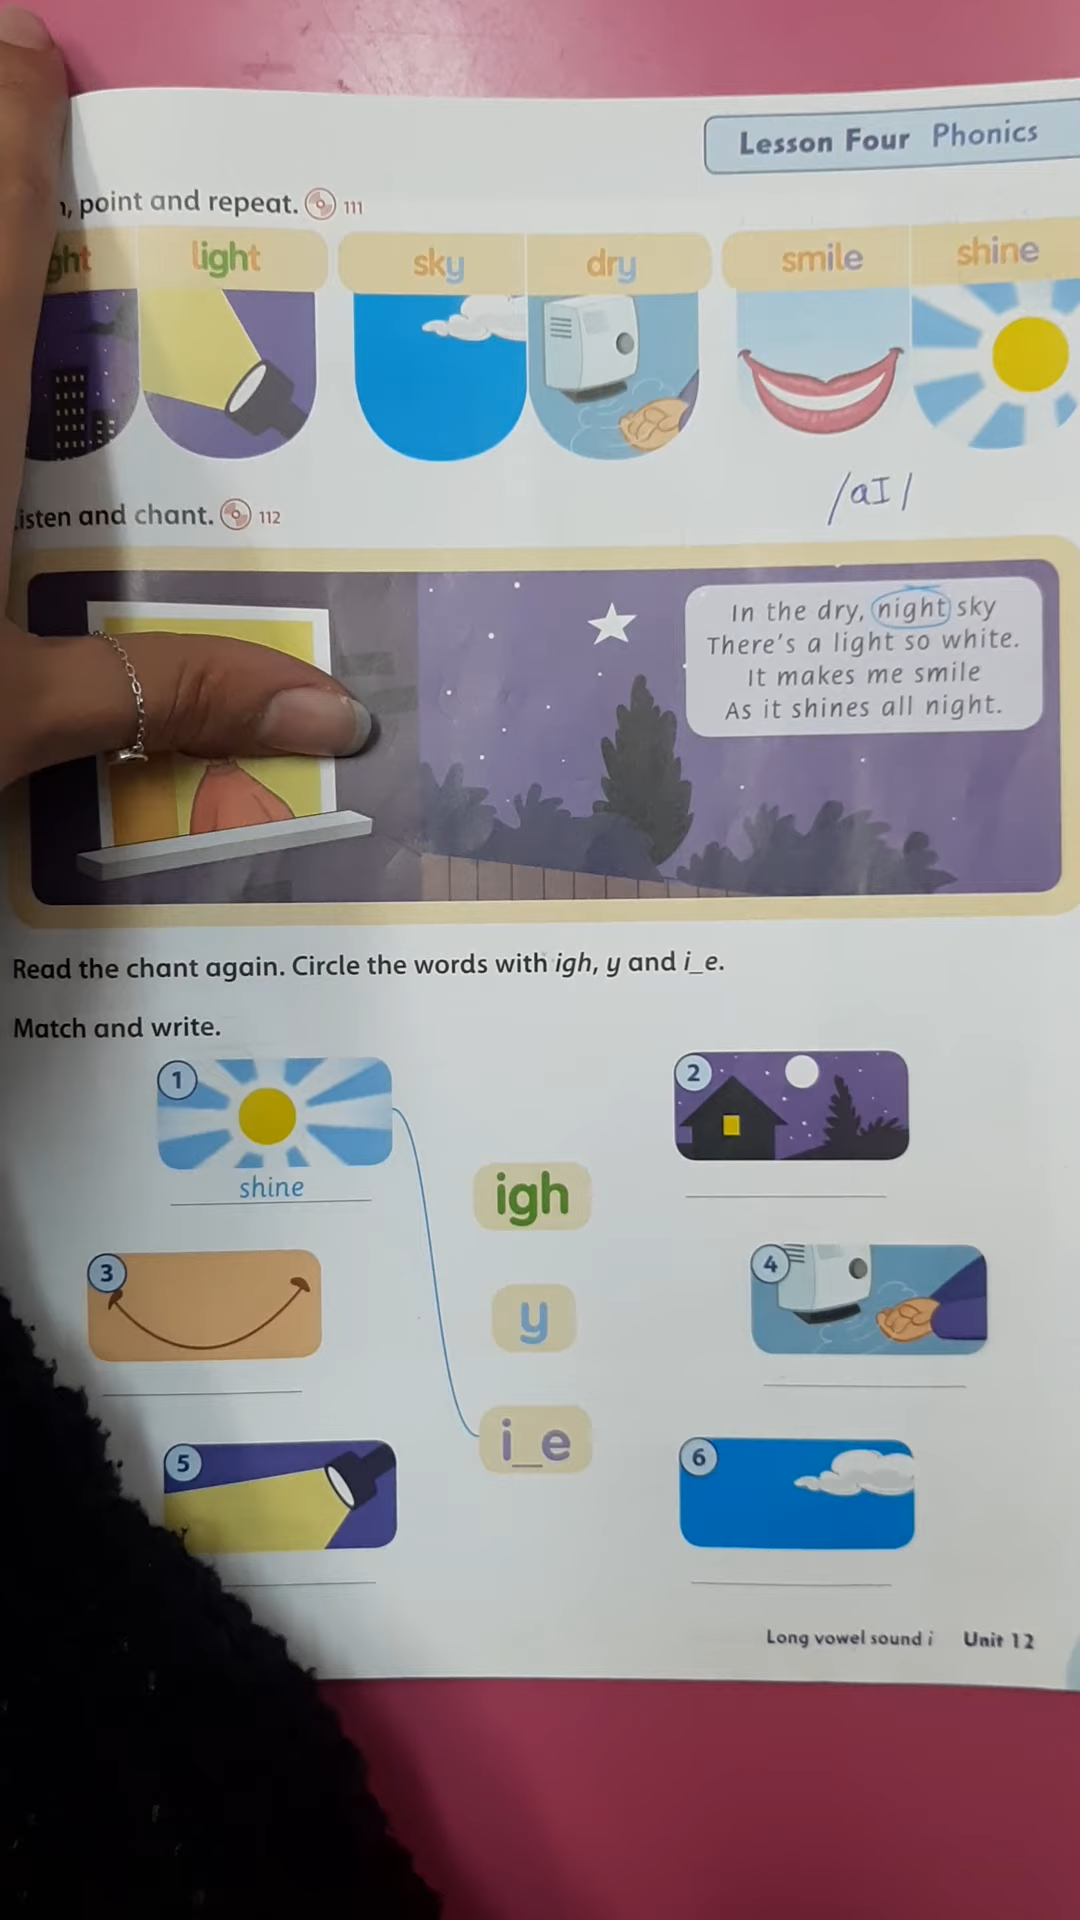 Lesson Four Phonics
point and repeat. 111
light sky dry smile shine
/aI/
and chant. 112
In the dry, night sky
There's a light so white.
It makes me smile
As it shines all night.
Read the chant again. Circle the words with igh, y and i_e.
Match and write.
1
2
shine
igh
3
4
y
i_e
5
6
Long vowel sound i Unit 12